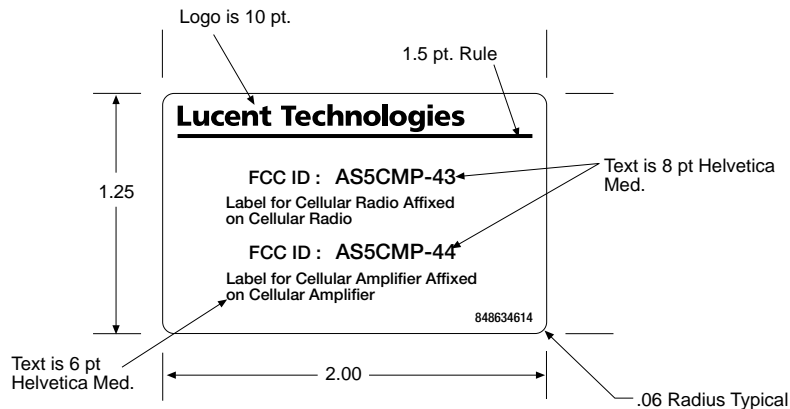 Logo is 10 pt.
1.5 pt. Rule
Lucent Technologies
FCC ID : AS5CMP-43
Text is 8 pt Helvetica
Med.
1.25
Label for Cellular Radio Affixed
on Cellular Radio
FCC ID : AS5CMP-44
Label for Cellular Amplifier Affixed
on Cellular Amplifier
848634614
Text is 6 pt
Helvetica Med.
2.00
.06 Radius Typical